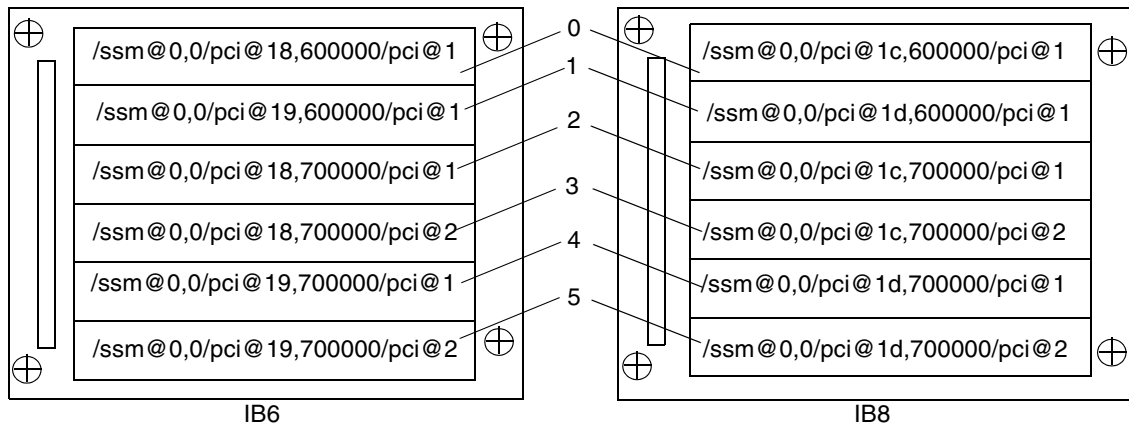 /ssm@0,0/pci@18,600000/pci@1
/ssm@0,0/pci@19,600000/pci@1
/ssm@0,0/pci@18,700000/pci@1
/ssm@0,0/pci@18,700000/pci@2
/ssm@0,0/pci@19,700000/pci@1
/ssm@0,0/pci@19,700000/pci@2
IB6
0
1
2
3
4
5
/ssm@0,0/pci@1c,600000/pci@1
/ssm@0,0/pci@1d,600000/pci@1
/ssm@0,0/pci@1c,700000/pci@1
/ssm@0,0/pci@1c,700000/pci@2
/ssm@0,0/pci@1d,700000/pci@1
/ssm@0,0/pci@1d,700000/pci@2
IB8